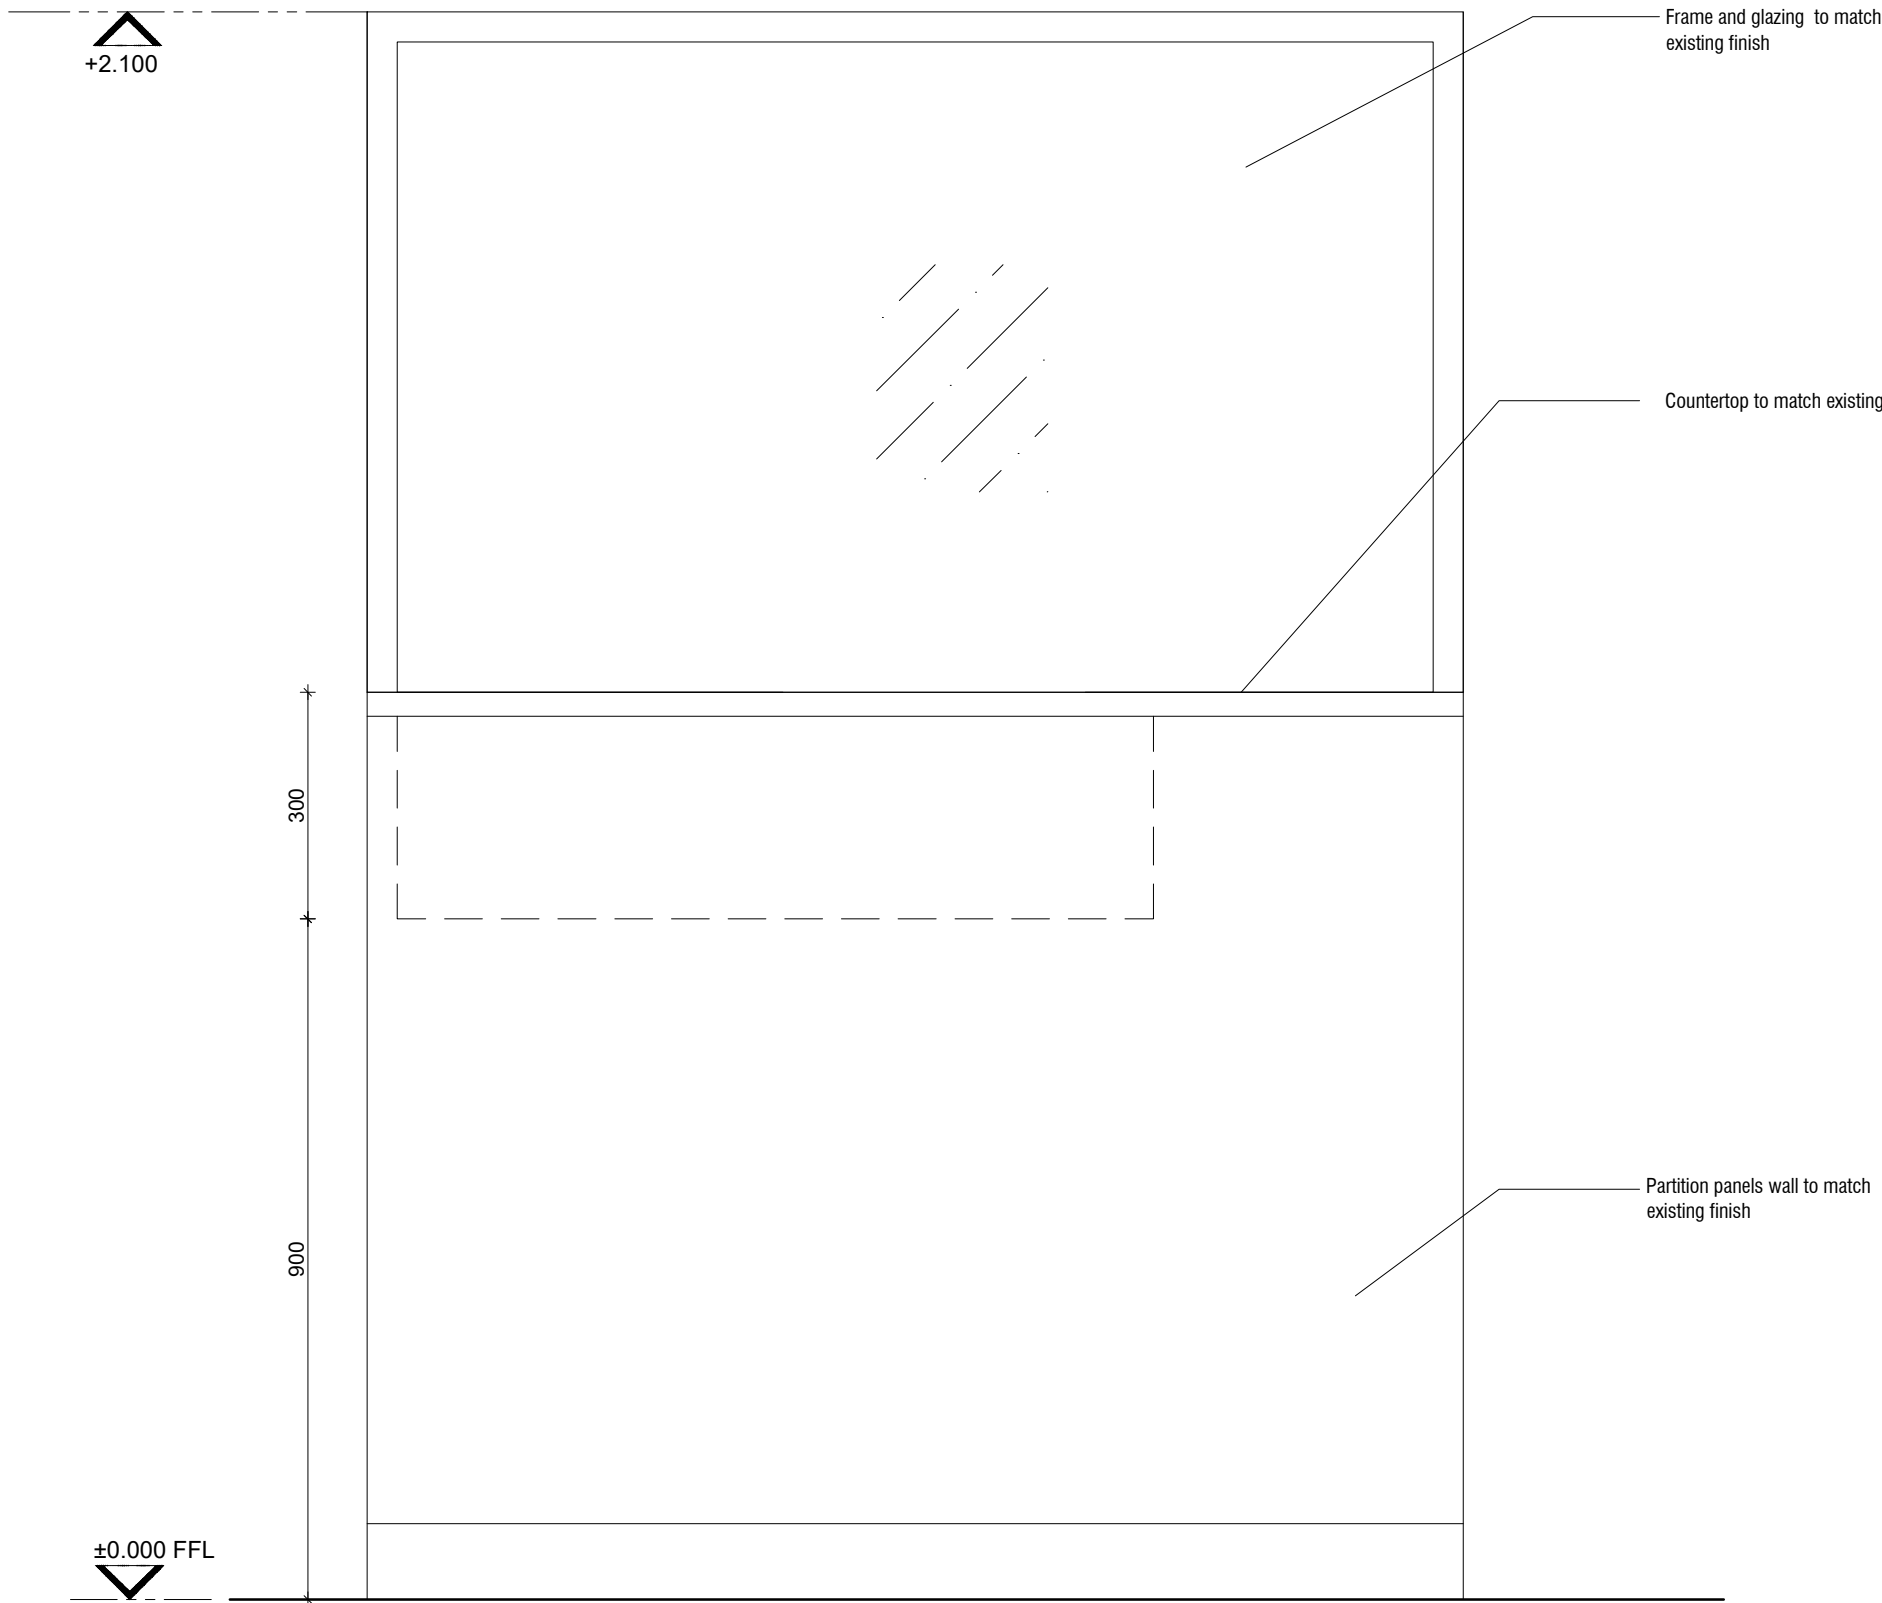 Frame and glazing  to match
existing finish
+2.100
Countertop to match existing
300
Partition panels wall to match
existing finish
900
±0.000 FFL